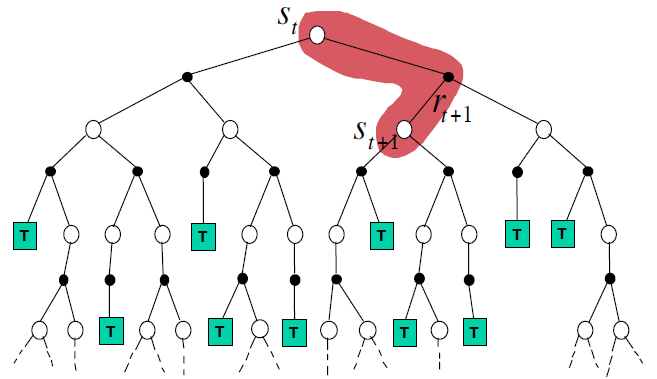 s_t
r_{t+1}
s_{t+1}
T T T T T
T T T T T